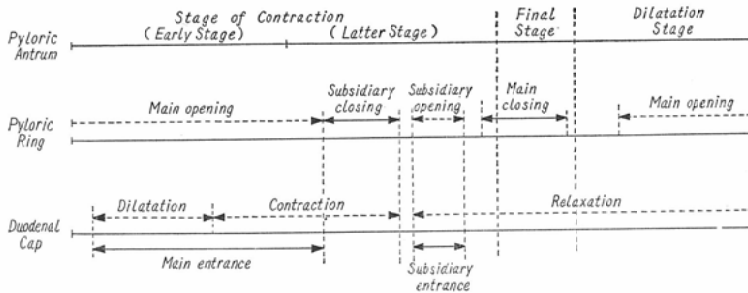 Stage of Contraction
(Early Stage)
(Latter Stage)
Final
Stage
Dilatation
Stage
Pyloric
Antrum
Main opening
Subsidiary
closing
Subsidiary
opening
Main
closing
Main opening
Pyloric
Ring
Dilatation
Contraction
Relaxation
Duodenal
Cap
Main entrance
Subsidiary
entrance